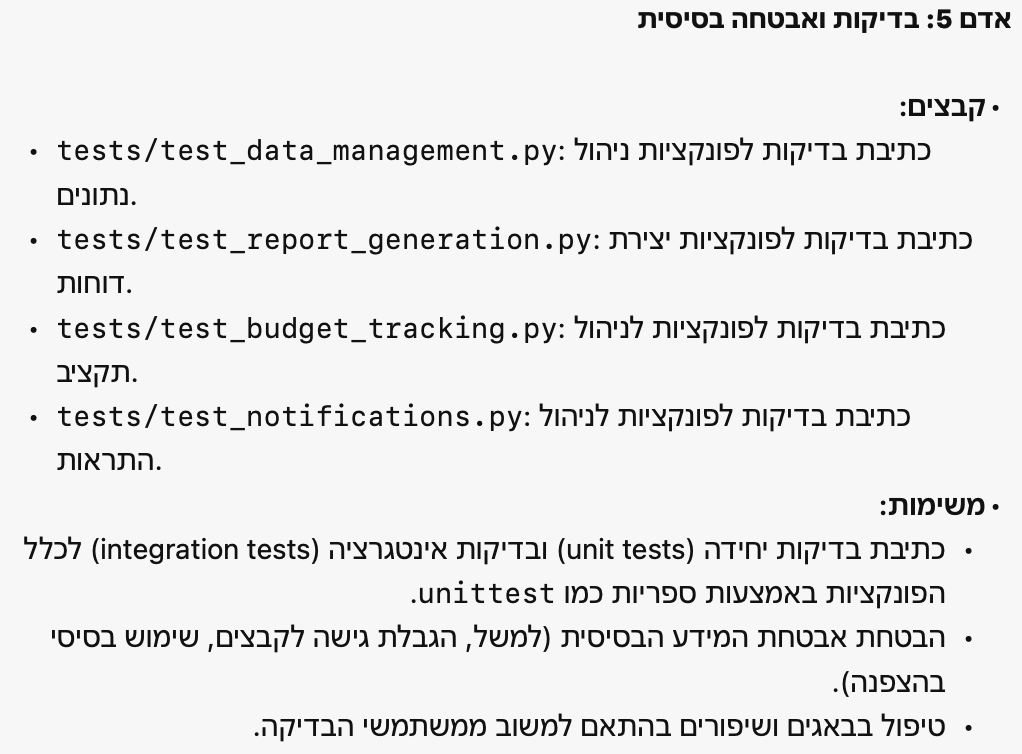 אדם 5: בדיקות ואבטחה בסיסית
• קבצים:
• tests/test_data_management.py: כתיבת בדיקות לפונקציות ניהול
נתונים.
• tests/test_report_generation.py: כתיבת בדיקות לפונקציות יצירת
דוחות.
• tests/test_budget_tracking.py: כתיבת בדיקות לפונקציות לניהול
תקציב.
• tests/test_notifications.py: כתיבת בדיקות לפונקציות לניהול
התראות.
• משימות:
• כתיבת בדיקות יחידה (unit tests) ובדיקות אינטגרציה (integration tests) לכלל
הפונקציות באמצעות ספריות כמו unittest.
• הבטחת אבטחת המידע הבסיסית (למשל, הגבלת גישה לקבצים, שימוש בסיסי
בהצפנה).
• טיפול בבאגים ושיפורים בהתאם למשוב ממשתמשי הבדיקה.